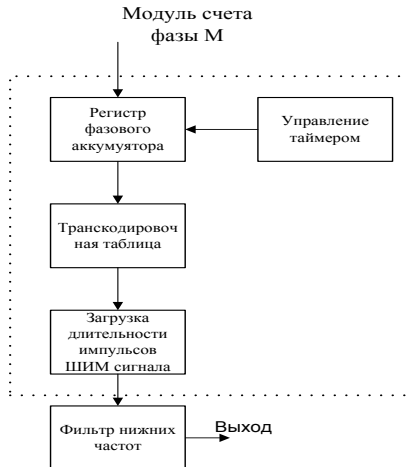 Модуль счета
фазы М
Регистр
фазового
аккумуятора
Управление
таймером
Транскодировоч
ная таблица
Загрузка
длительности
импульсов
ШИМ сигнала
Фильтр нижних
частот
Выход